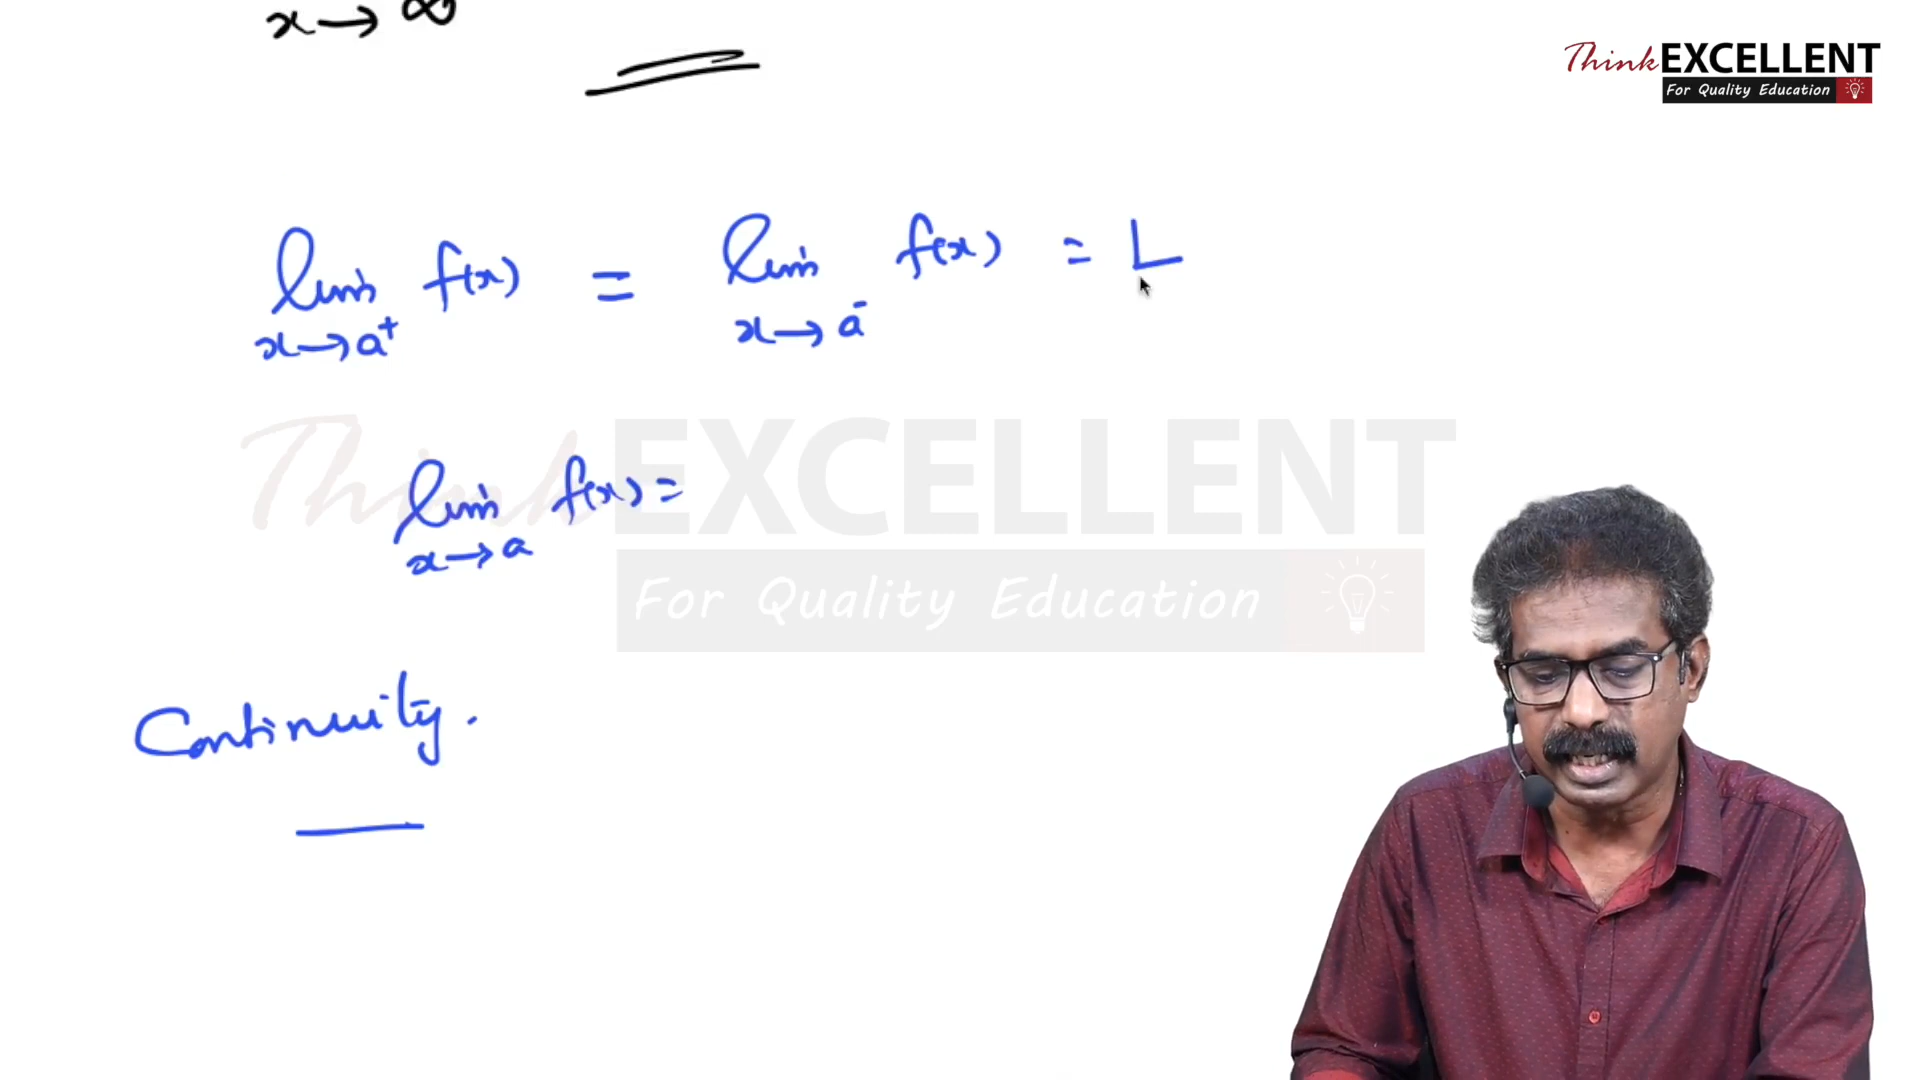 x → ∞
Think EXCELLENT
For Quality Education
lim f(x) = lim f(x) = L
x→a⁺ x→a⁻
Think EXCELLENT
lim f(x) =
x→a
For Quality Education
Continuity.